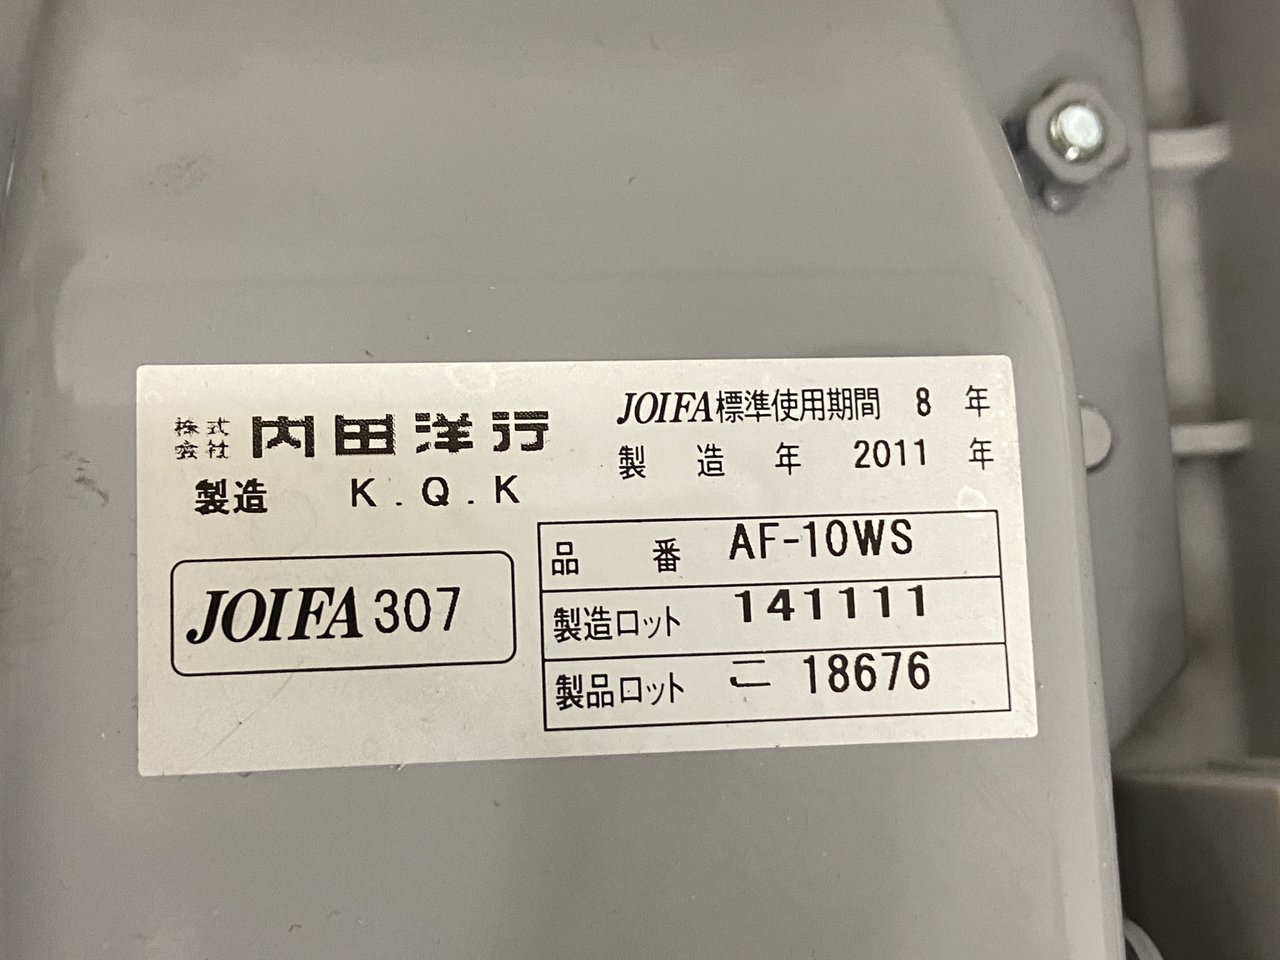 株式会社 内田洋行
製造 K.Q.K
JOIFA標準使用期間 8 年
製造年 2011 年
JOIFA307
品番 AF-10WS
製造ロット 141111
製品ロット ニ 18676